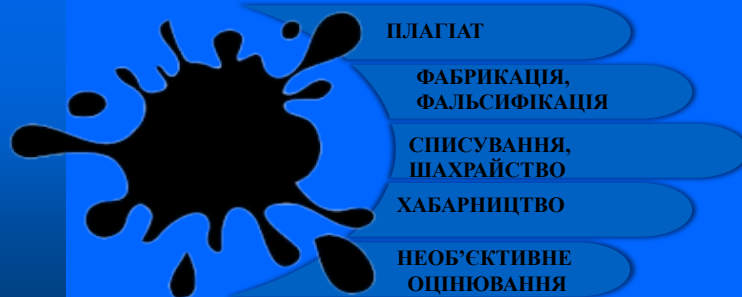 ПЛАГІАТ
ФАБРИКАЦІЯ,
ФАЛЬСИФІКАЦІЯ
СПИСУВАННЯ,
ШАХРАЙСТВО
ХАБАРНИЦТВО
НЕОБ’ЄКТИВНЕ
ОЦІНЮВАННЯ